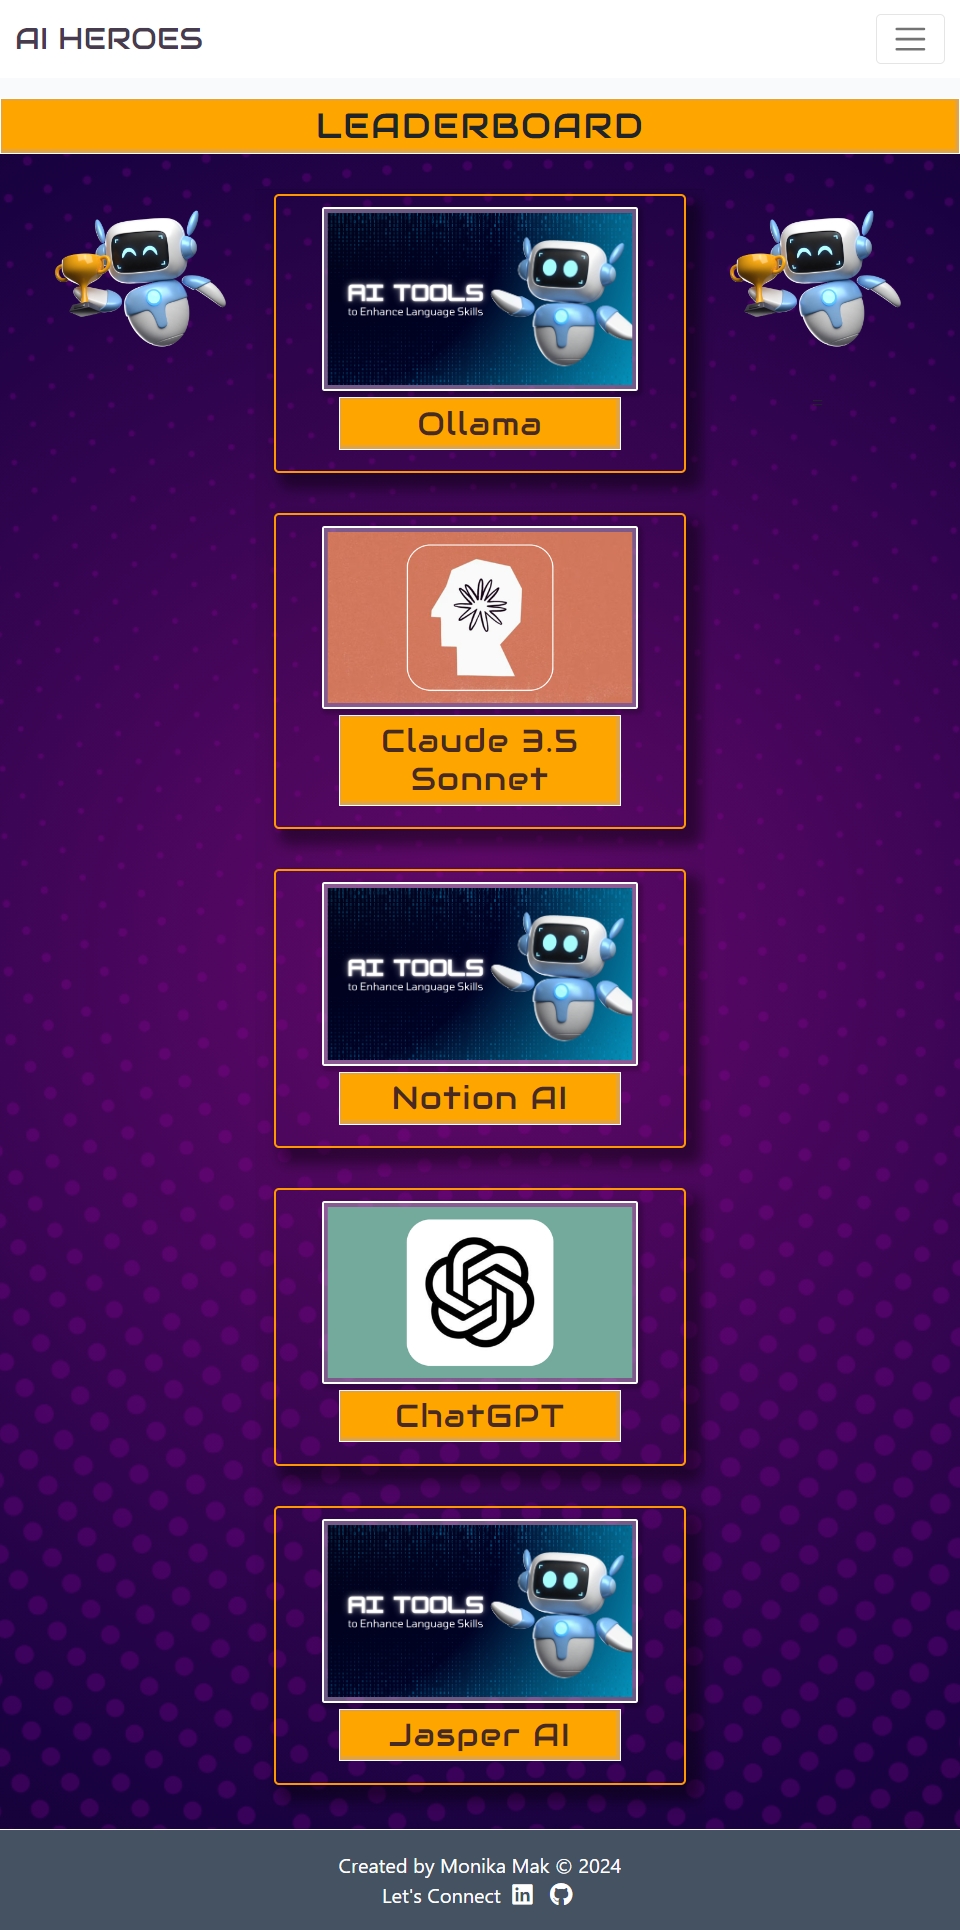 AI HEROES
LEADERBOARD
AI TOOLS
to Enhance Language Skills
Ollama
Claude 3.5
Sonnet
AI TOOLS
to Enhance Language Skills
Notion AI
ChatGPT
AI TOOLS
to Enhance Language Skills
Jasper AI
Created by Monika Mak © 2024
Let's Connect in